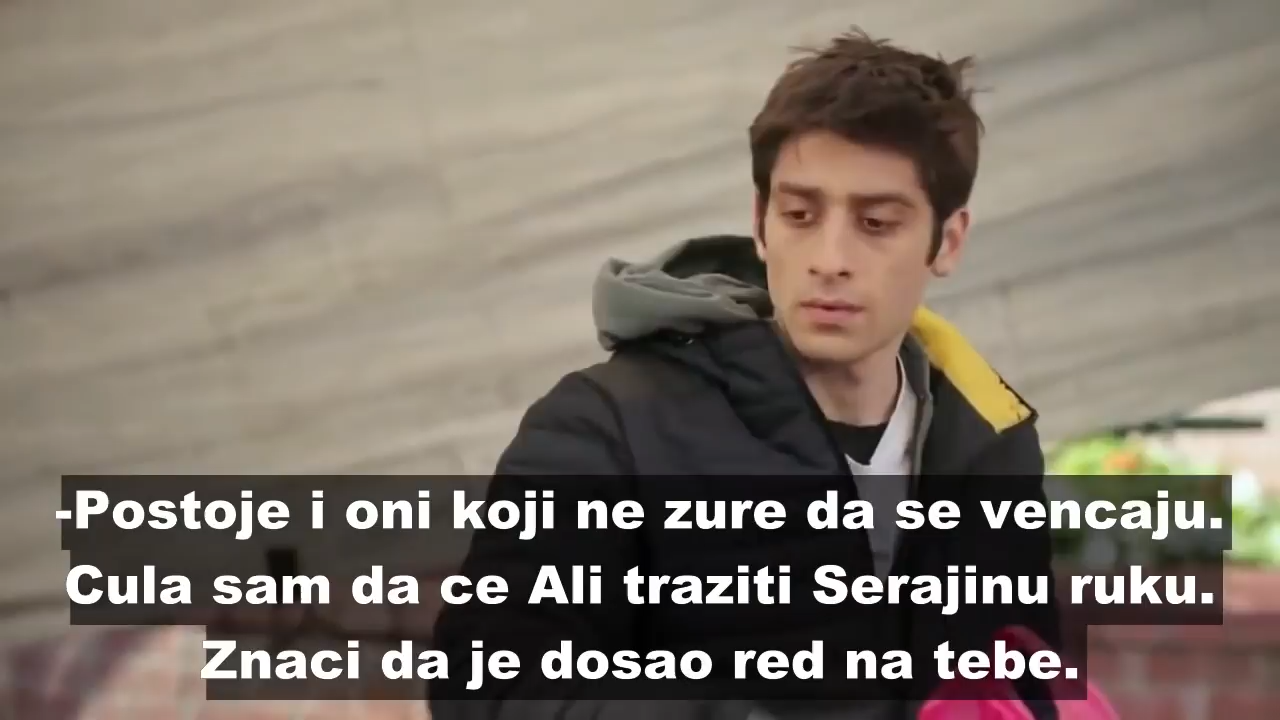 -Postoje i oni koji ne zure da se vencaju.
Cula sam da ce Ali traziti Serajinu ruku.
Znaci da je dosao red na tebe.